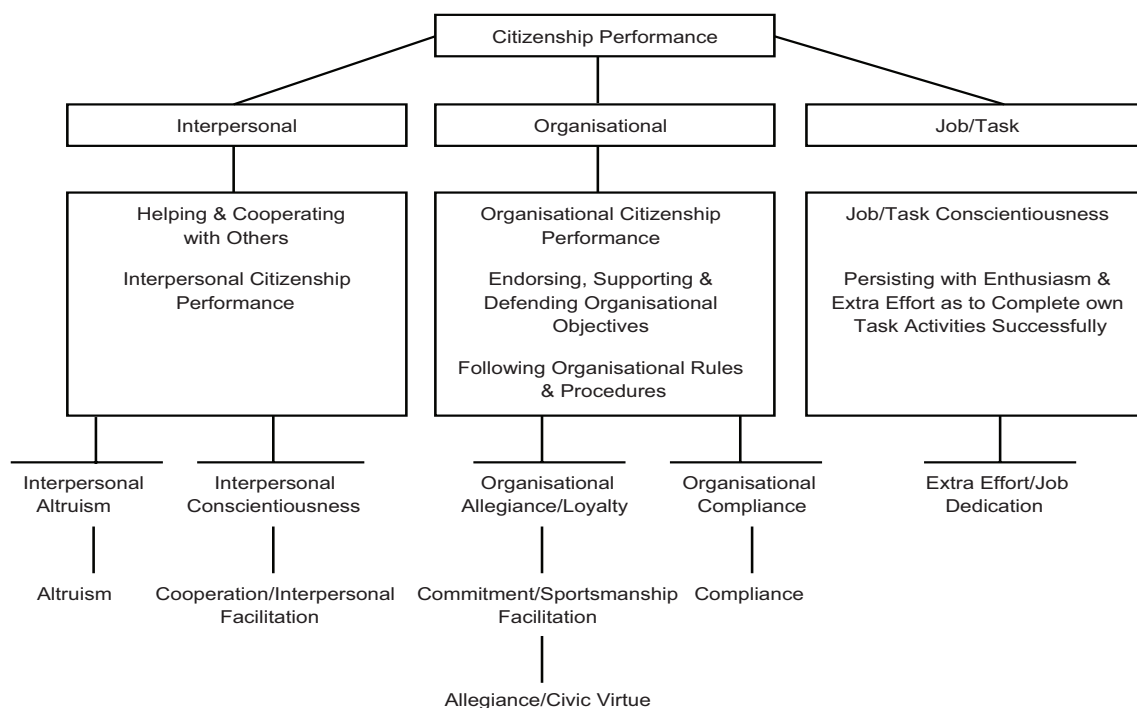 Citizenship Performance
Interpersonal
Organisational
Job/Task
Helping & Cooperating
with Others
Interpersonal Citizenship
Performance
Organisational Citizenship
Performance
Endorsing, Supporting &
Defending Organisational
Objectives
Following Organisational Rules
& Procedures
Job/Task Conscientiousness
Persisting with Enthusiasm &
Extra Effort as to Complete own
Task Activities Successfully
Interpersonal
Altruism
Interpersonal
Conscientiousness
Organisational
Allegiance/Loyalty
Organisational
Compliance
Extra Effort/Job
Dedication
Altruism
Cooperation/Interpersonal
Facilitation
Commitment/Sportsmanship
Facilitation
Compliance
Allegiance/Civic Virtue